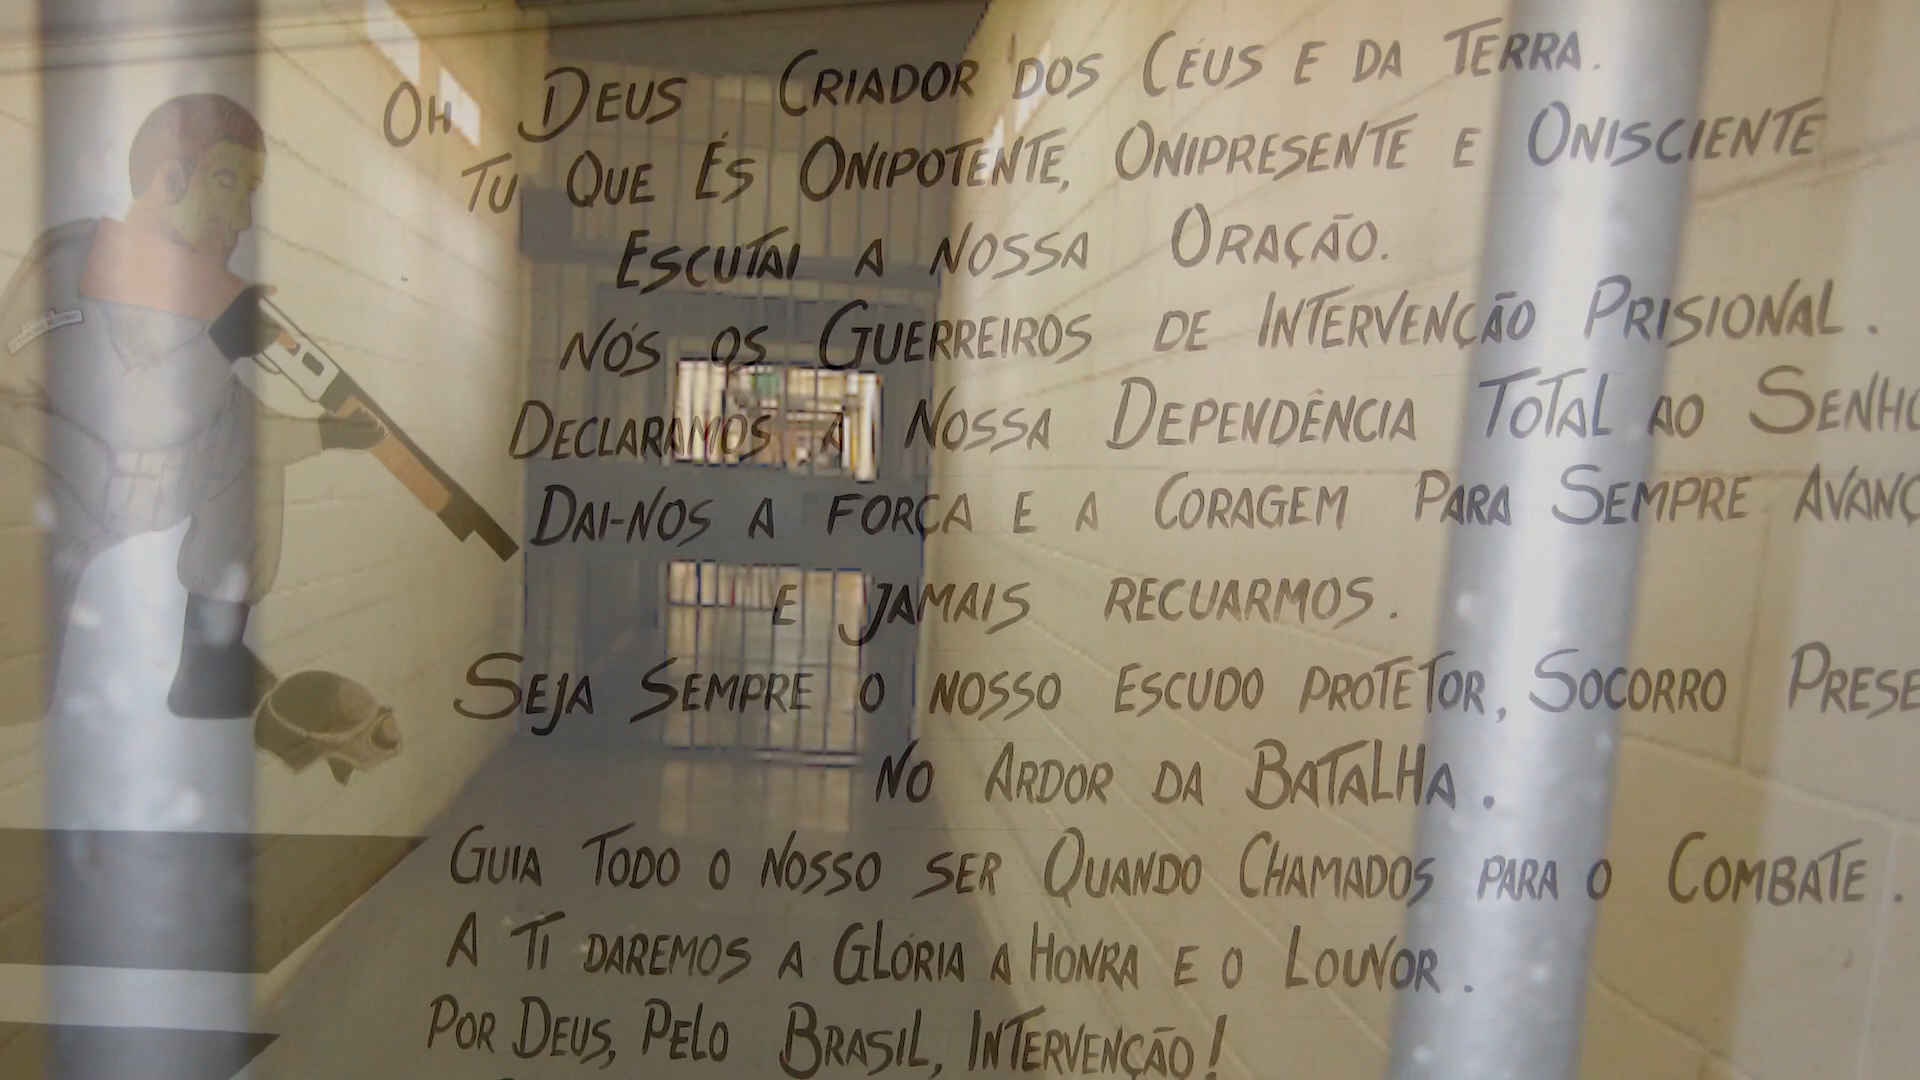 Oh Deus Criador dos Céus e da Terra.
Tu Que És Onipotente, Onipresente e Onisciente
Escutai a Nossa Oração.
Nós os Guerreiros de Intervenção Prisional.
Declaramos a Nossa Dependência Total ao Senho
Dai-nos a força e a Coragem Para Sempre Avanç
e Jamais recuarmos.
Seja Sempre o nosso escudo protetor, Socorro Prese
no Ardor da Batalha.
Guia Todo o nosso ser Quando Chamados para o Combate.
A Ti daremos a Glória a Honra e o Louvor.
Por Deus, Pelo Brasil, Intervenção!